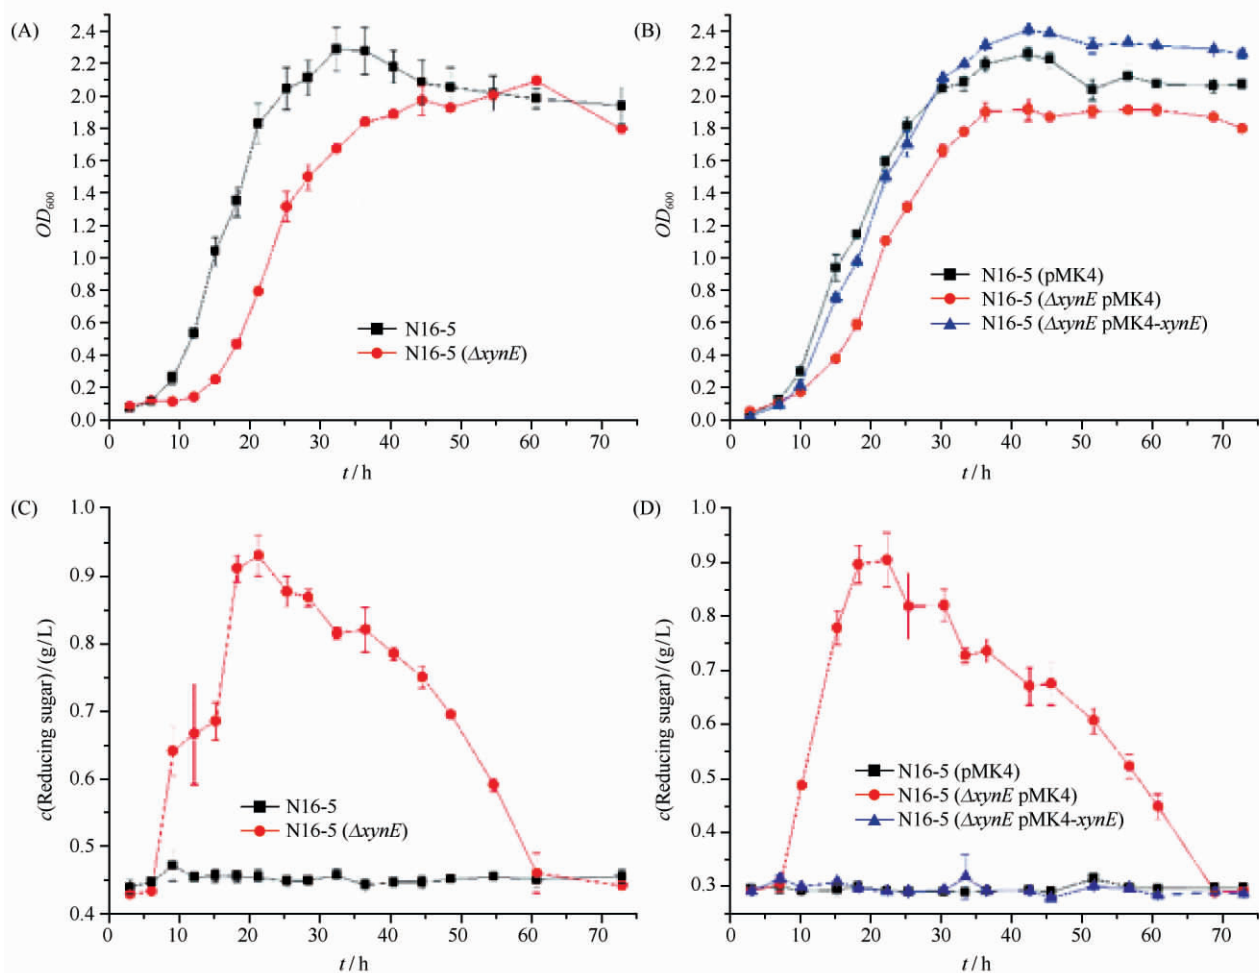 (A)
2.4
2.2
2.0
1.8
1.6
1.4
1.2
1.0
0.8
0.6
0.4
0.2
0.0
OD600
N16-5
N16-5 (ΔxynE)
0 10 20 30 40 50 60 70
t / h
(B)
2.4
2.2
2.0
1.8
1.6
1.4
1.2
1.0
0.8
0.6
0.4
0.2
0.0
OD600
N16-5 (pMK4)
N16-5 (ΔxynE pMK4)
N16-5 (ΔxynE pMK4-xynE)
0 10 20 30 40 50 60 70
t / h
(C)
1.0
0.9
0.8
0.7
0.6
0.5
0.4
c(Reducing sugar)/(g/L)
N16-5
N16-5 (ΔxynE)
0 10 20 30 40 50 60 70
t / h
(D)
1.0
0.9
0.8
0.7
0.6
0.5
0.4
0.3
c(Reducing sugar)/(g/L)
N16-5 (pMK4)
N16-5 (ΔxynE pMK4)
N16-5 (ΔxynE pMK4-xynE)
0 10 20 30 40 50 60 70
t / h